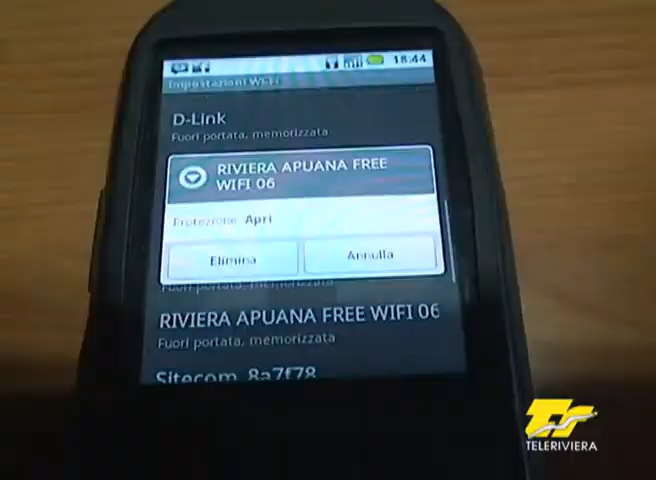 18:44
Impostazioni Wi-Fi
D-Link
Fuori portata, memorizzata
RIVIERA APUANA FREE
WIFI 06
Protezione Apri
Elimina Annulla
Fuori portata, memorizzata
RIVIERA APUANA FREE WIFI 06
Fuori portata, memorizzata
Sitecom 8a7f78
TELERIVIERA